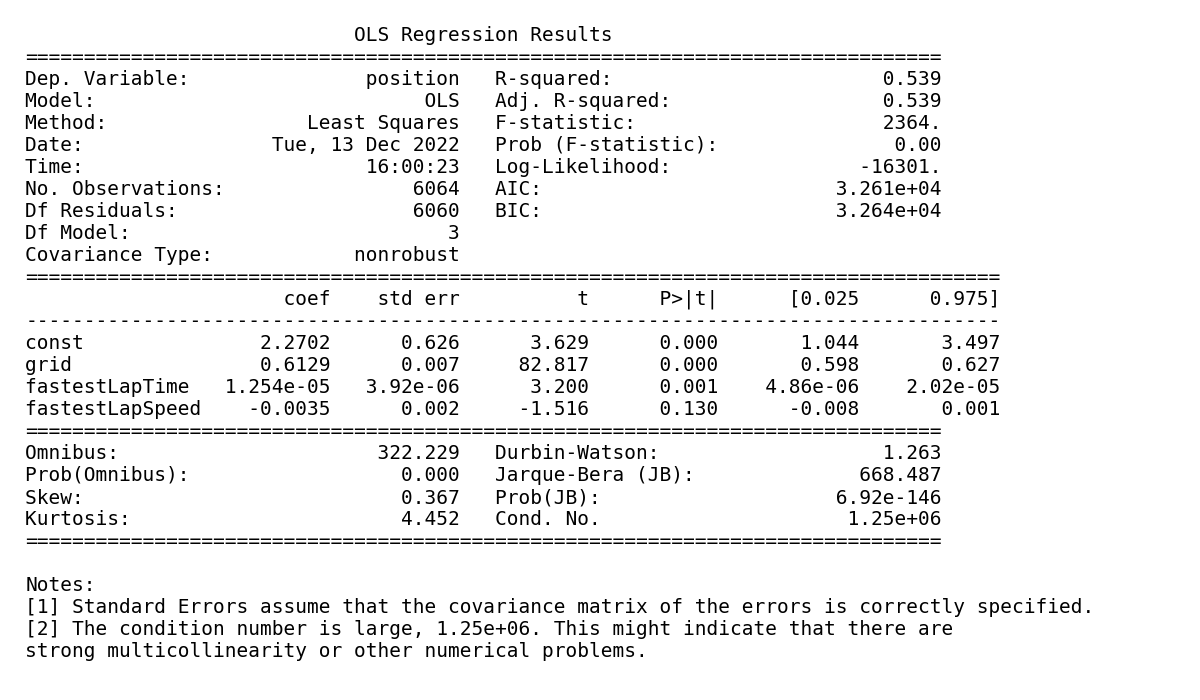 OLS Regression Results
==============================================================================
Dep. Variable:               position   R-squared:                       0.539
Model:                            OLS   Adj. R-squared:                  0.539
Method:                 Least Squares   F-statistic:                     2364.
Date:                Tue, 13 Dec 2022   Prob (F-statistic):               0.00
Time:                        16:00:23   Log-Likelihood:                -16301.
No. Observations:                6064   AIC:                         3.261e+04
Df Residuals:                    6060   BIC:                         3.264e+04
Df Model:                           3
Covariance Type:            nonrobust
===================================================================================
                      coef    std err          t      P>|t|      [0.025      0.975]
-----------------------------------------------------------------------------------
const               2.2702      0.626      3.629      0.000       1.044       3.497
grid                0.6129      0.007     82.817      0.000       0.598       0.627
fastestLapTime   1.254e-05   3.92e-06      3.200      0.001    4.86e-06    2.02e-05
fastestLapSpeed    -0.0035      0.002     -1.516      0.130      -0.008       0.001
==============================================================================
Omnibus:                      322.229   Durbin-Watson:                   1.263
Prob(Omnibus):                  0.000   Jarque-Bera (JB):              668.487
Skew:                           0.367   Prob(JB):                    6.92e-146
Kurtosis:                       4.452   Cond. No.                     1.25e+06
==============================================================================

Notes:
[1] Standard Errors assume that the covariance matrix of the errors is correctly specified.
[2] The condition number is large, 1.25e+06. This might indicate that there are
strong multicollinearity or other numerical problems.